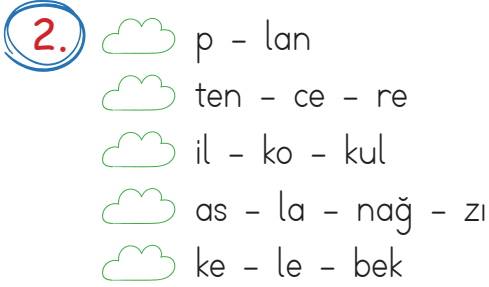 2.
p - lan
ten - ce - re
il - ko - kul
as - la - nağ - zı
ke - le - bek